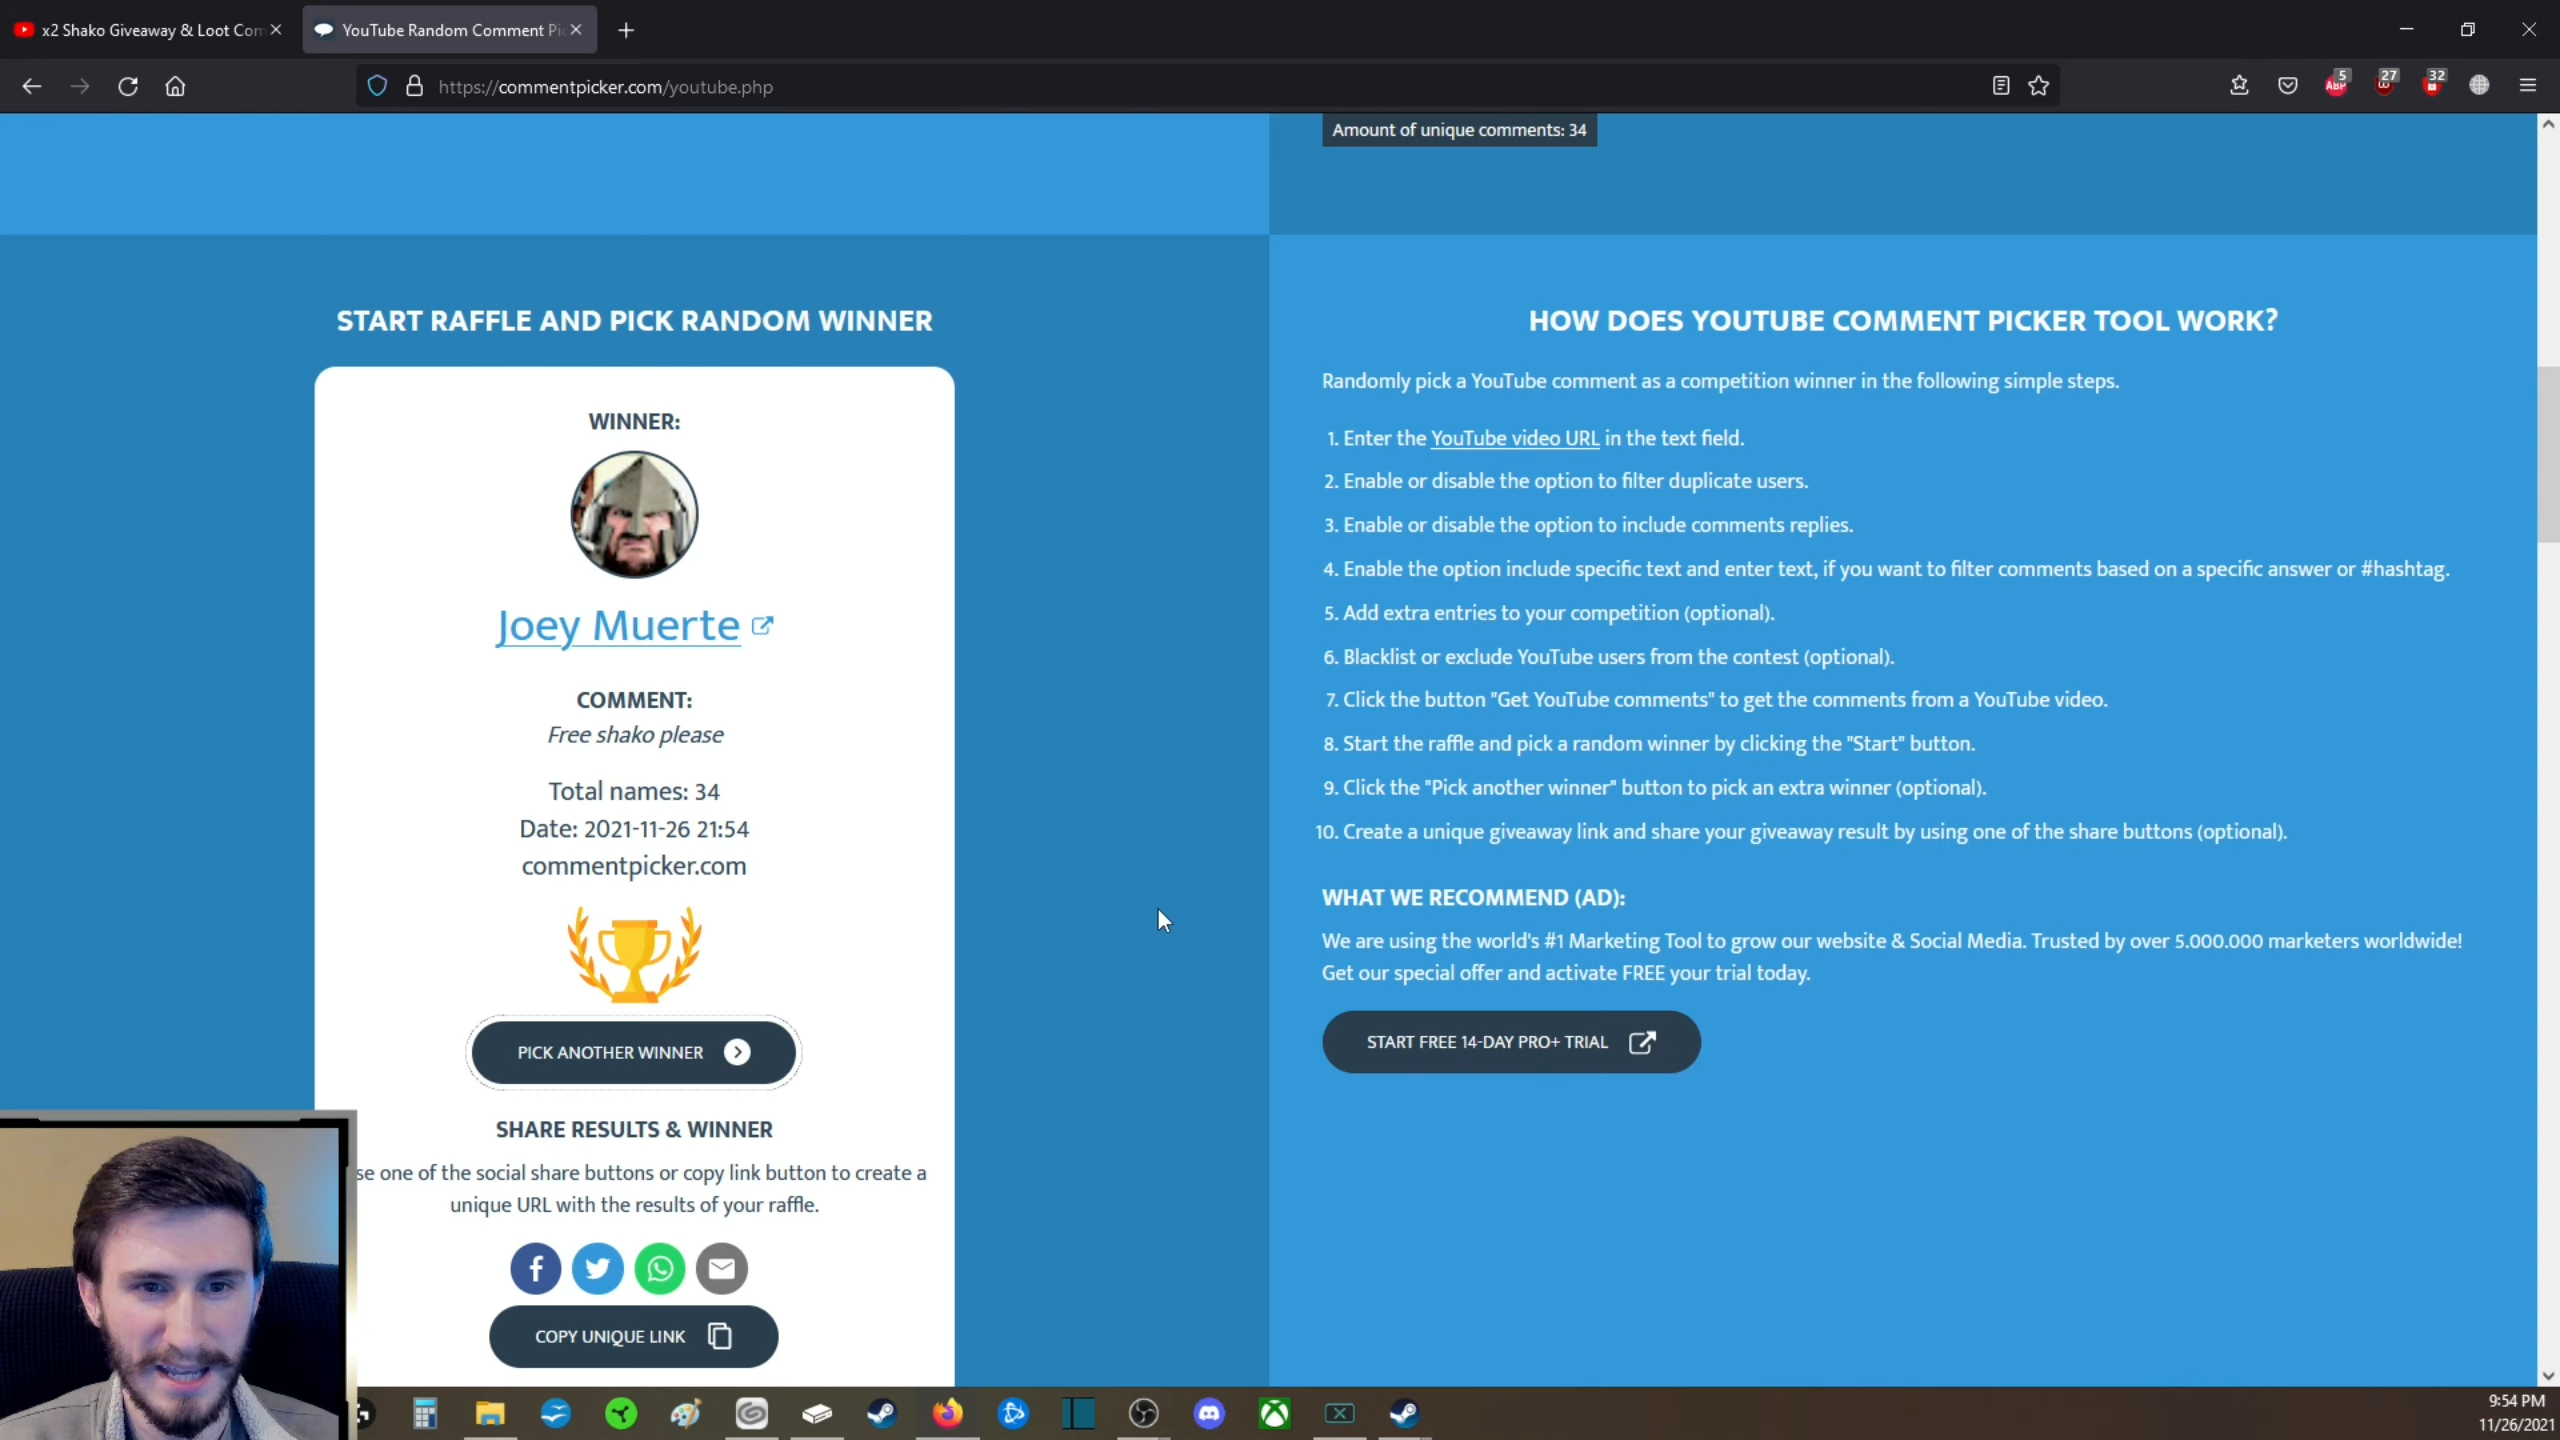 x2 Shako Giveaway & Loot Com
YouTube Random Comment Pic
https://commentpicker.com/youtube.php
5
27
32
ABP
Amount of unique comments: 34
START RAFFLE AND PICK RANDOM WINNER
WINNER:
Joey Muerte
COMMENT:
Free shako please
Total names: 34
Date: 2021-11-26 21:54
commentpicker.com
PICK ANOTHER WINNER
SHARE RESULTS & WINNER
se one of the social share buttons or copy link button to create a
unique URL with the results of your raffle.
COPY UNIQUE LINK
HOW DOES YOUTUBE COMMENT PICKER TOOL WORK?
Randomly pick a YouTube comment as a competition winner in the following simple steps.
1. Enter the YouTube video URL in the text field.
2. Enable or disable the option to filter duplicate users.
3. Enable or disable the option to include comments replies.
4. Enable the option include specific text and enter text, if you want to filter comments based on a specific answer or #hashtag.
5. Add extra entries to your competition (optional).
6. Blacklist or exclude YouTube users from the contest (optional).
7. Click the button "Get YouTube comments" to get the comments from a YouTube video.
8. Start the raffle and pick a random winner by clicking the "Start" button.
9. Click the "Pick another winner" button to pick an extra winner (optional).
10. Create a unique giveaway link and share your giveaway result by using one of the share buttons (optional).
WHAT WE RECOMMEND (AD):
We are using the world's #1 Marketing Tool to grow our website & Social Media. Trusted by over 5.000.000 marketers worldwide!
Get our special offer and activate FREE your trial today.
START FREE 14-DAY PRO+ TRIAL
9:54 PM
11/26/2021